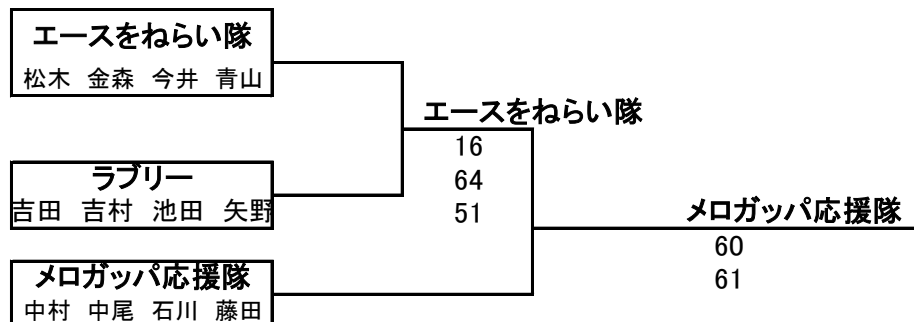 エースをねらい隊
松木 金森 今井 青山
エースをねらい隊
16
64
51
ラブリー
吉田 吉村 池田 矢野
メロガッパ応援隊
60
61
メロガッパ応援隊
中村 中尾 石川 藤田